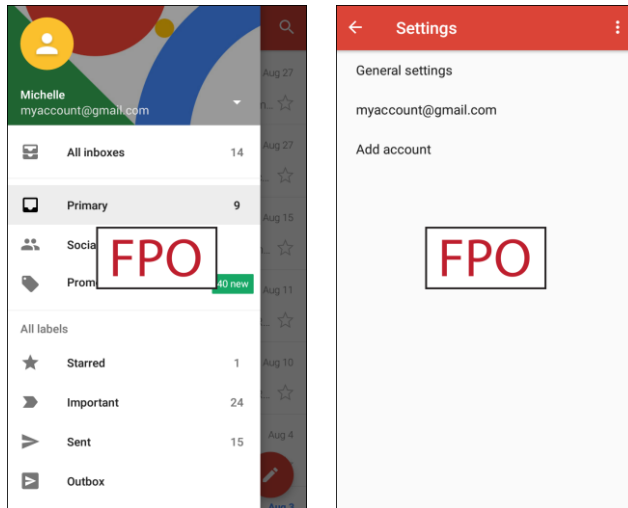 Michelle
myaccount@gmail.com
All inboxes 14
Primary 9
Socia
Prom
40 new
FPO
All labels
Starred 1
Important 24
Sent 15
Outbox
Aug 27
Aug 27
Aug 15
Aug 11
Aug 10
Aug 4
Settings
General settings
myaccount@gmail.com
Add account
FPO